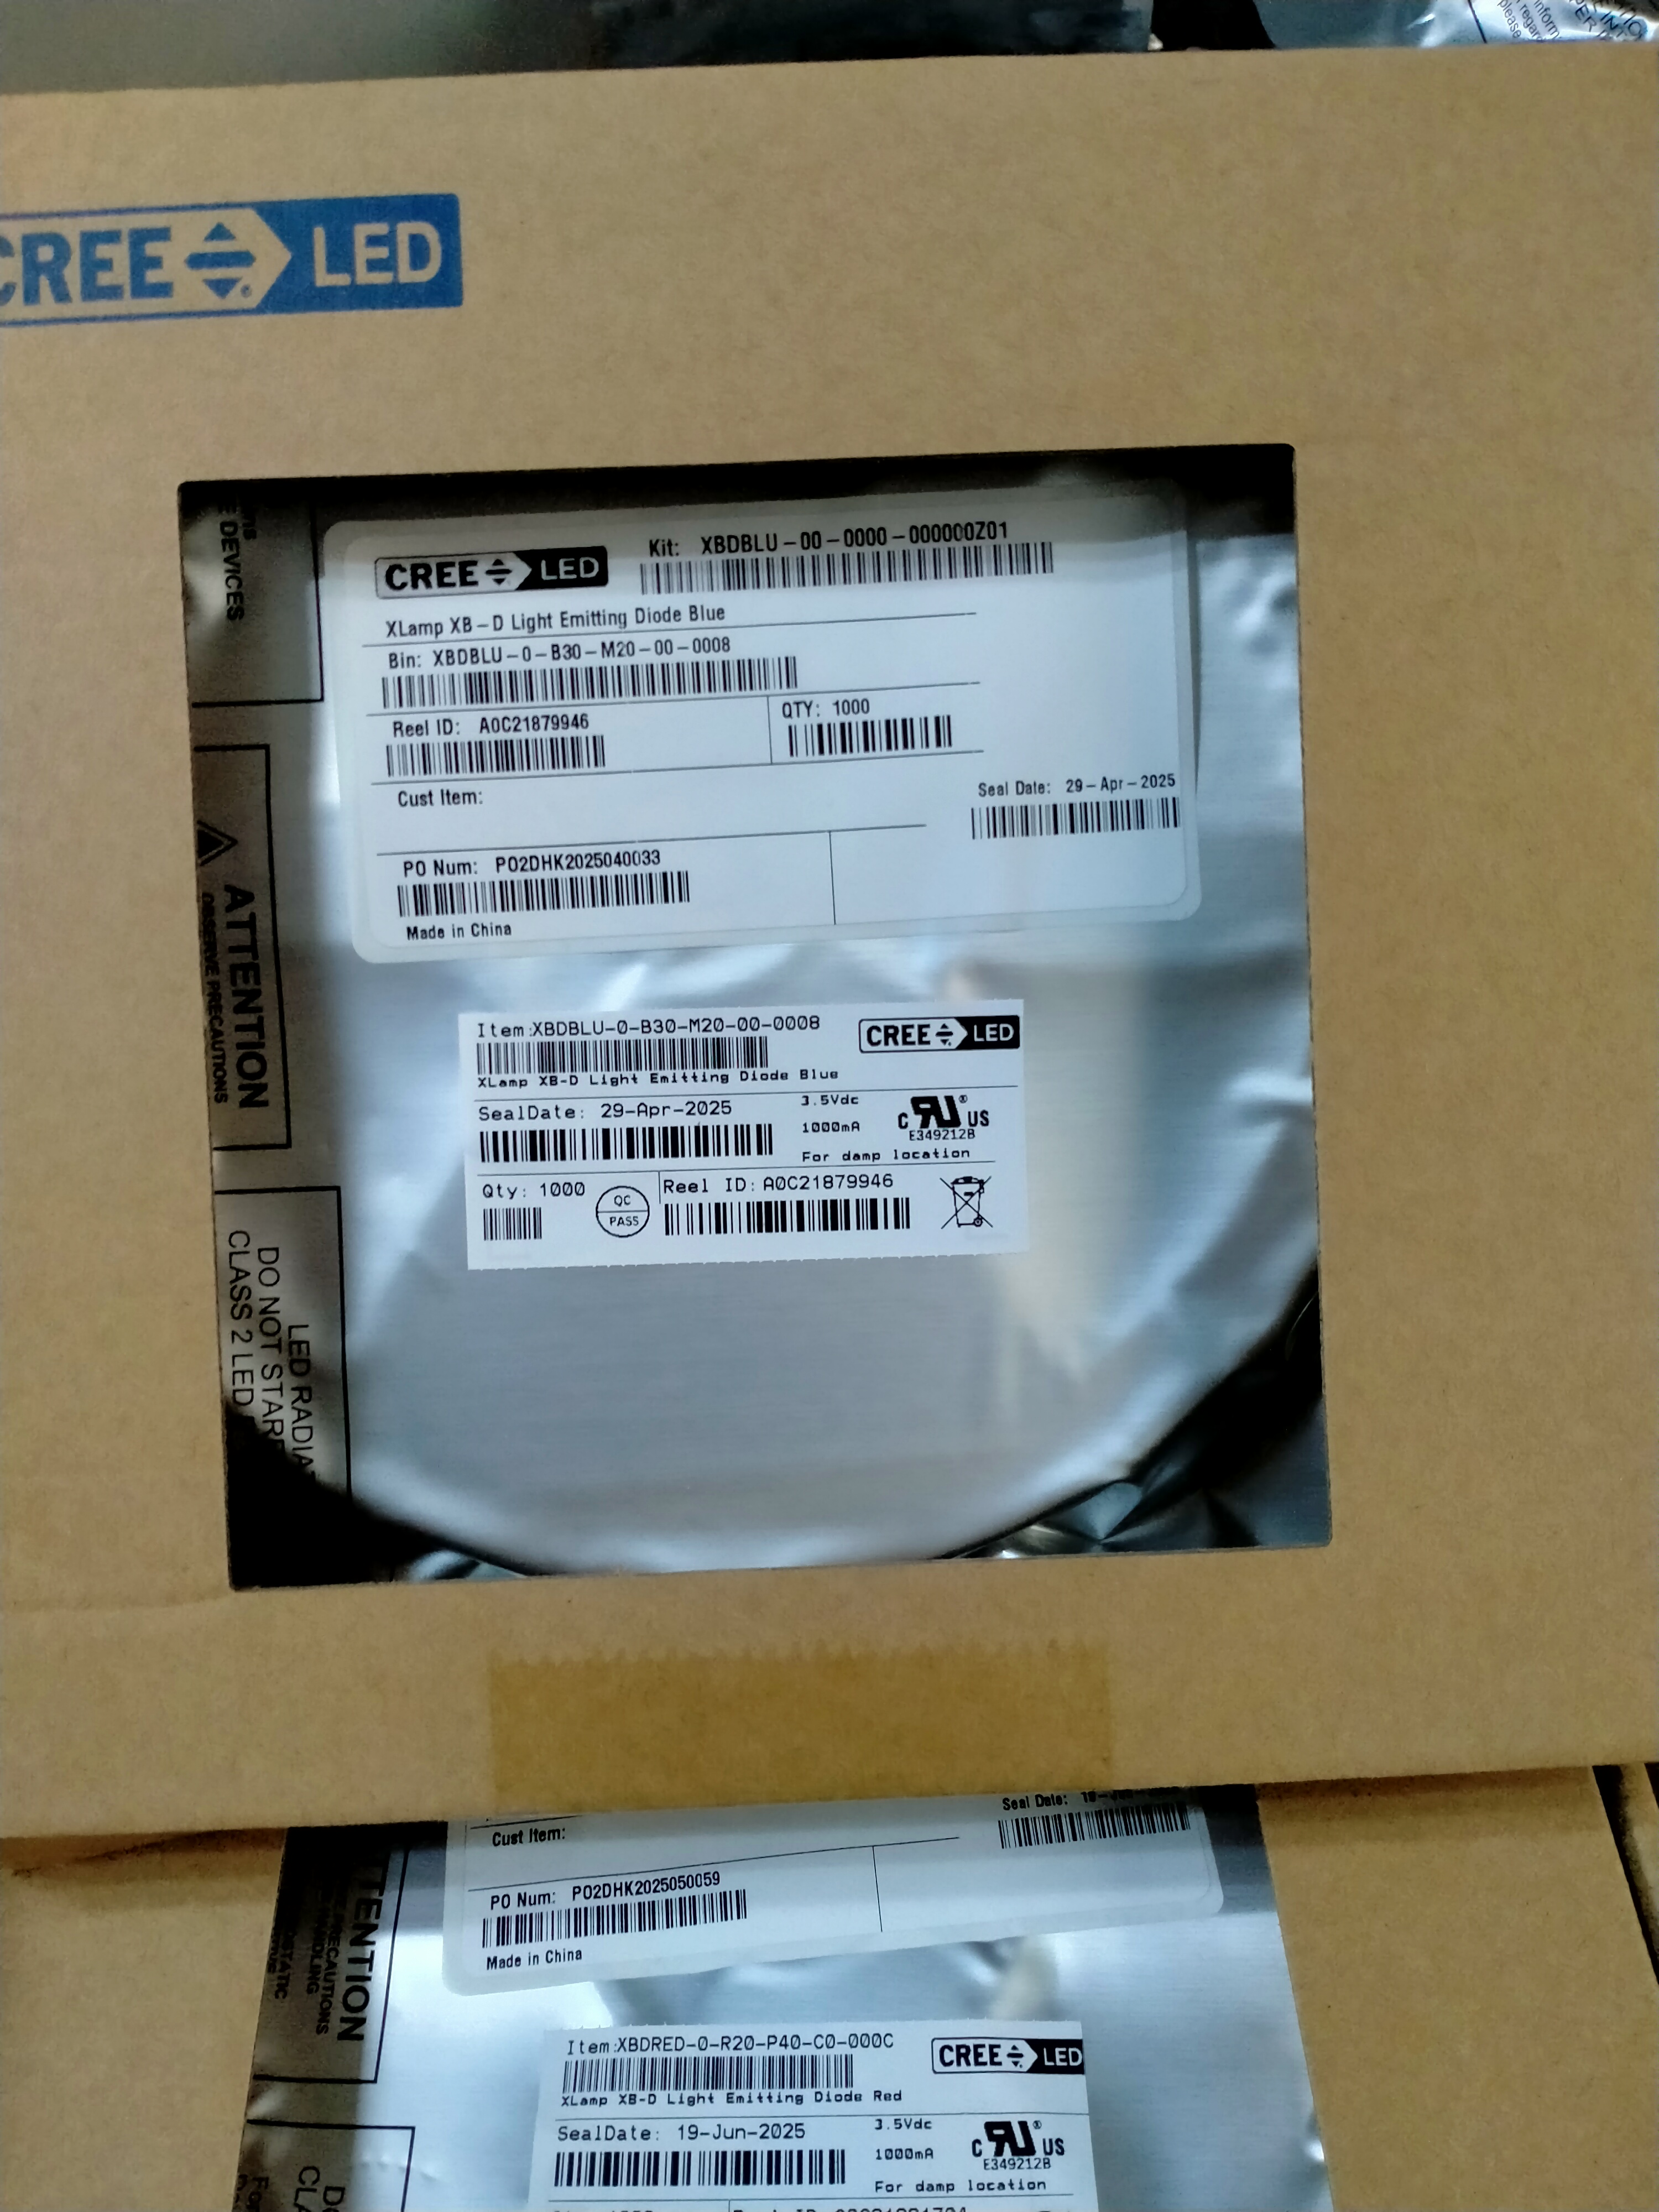 inform
regard
please
CREE LED
DEVICES
ATTENTION
OBSERVE PRECAUTIONS
LED RADIA
DO NOT STAR
CLASS 2 LED
CREE LED
Kit: XBDBLU-00-0000-000000Z01
XLamp XB-D Light Emitting Diode Blue
Bin: XBDBLU-0-B30-M20-00-0008
Reel ID: A0C21879946
QTY: 1000
Cust Item:
Seal Date: 29-Apr-2025
PO Num: PO2DHK2025040033
Made in China
Item:XBDBLU-0-B30-M20-00-0008
CREE LED
XLamp XB-D Light Emitting Diode Blue
SealDate: 29-Apr-2025
3.5Vdc
1000mA
C RU® US
E349212B
For damp location
Qty: 1000
QC
PASS
Reel ID:A0C21879946
Seal Date:
Cust Item:
PO Num: PO2DHK2025050059
Made in China
TENTION
RECAUTIONS
Item:XBDRED-0-R20-P40-C0-000C
CREE LED
XLamp XB-D Light Emitting Diode Red
SealDate: 19-Jun-2025
3.5Vdc
1000mA
C RU® US
E349212B
For damp location